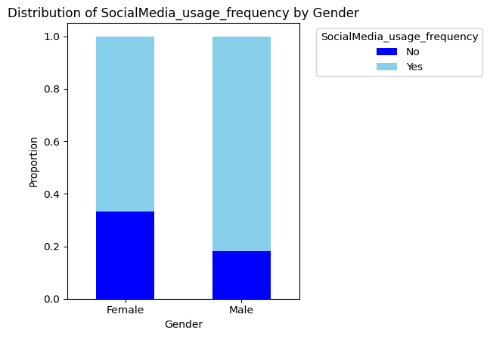 Distribution of SocialMedia_usage_frequency by Gender
SocialMedia_usage_frequency
No
Yes
1.0
0.8
0.6
0.4
0.2
0.0
Proportion
Female
Male
Gender